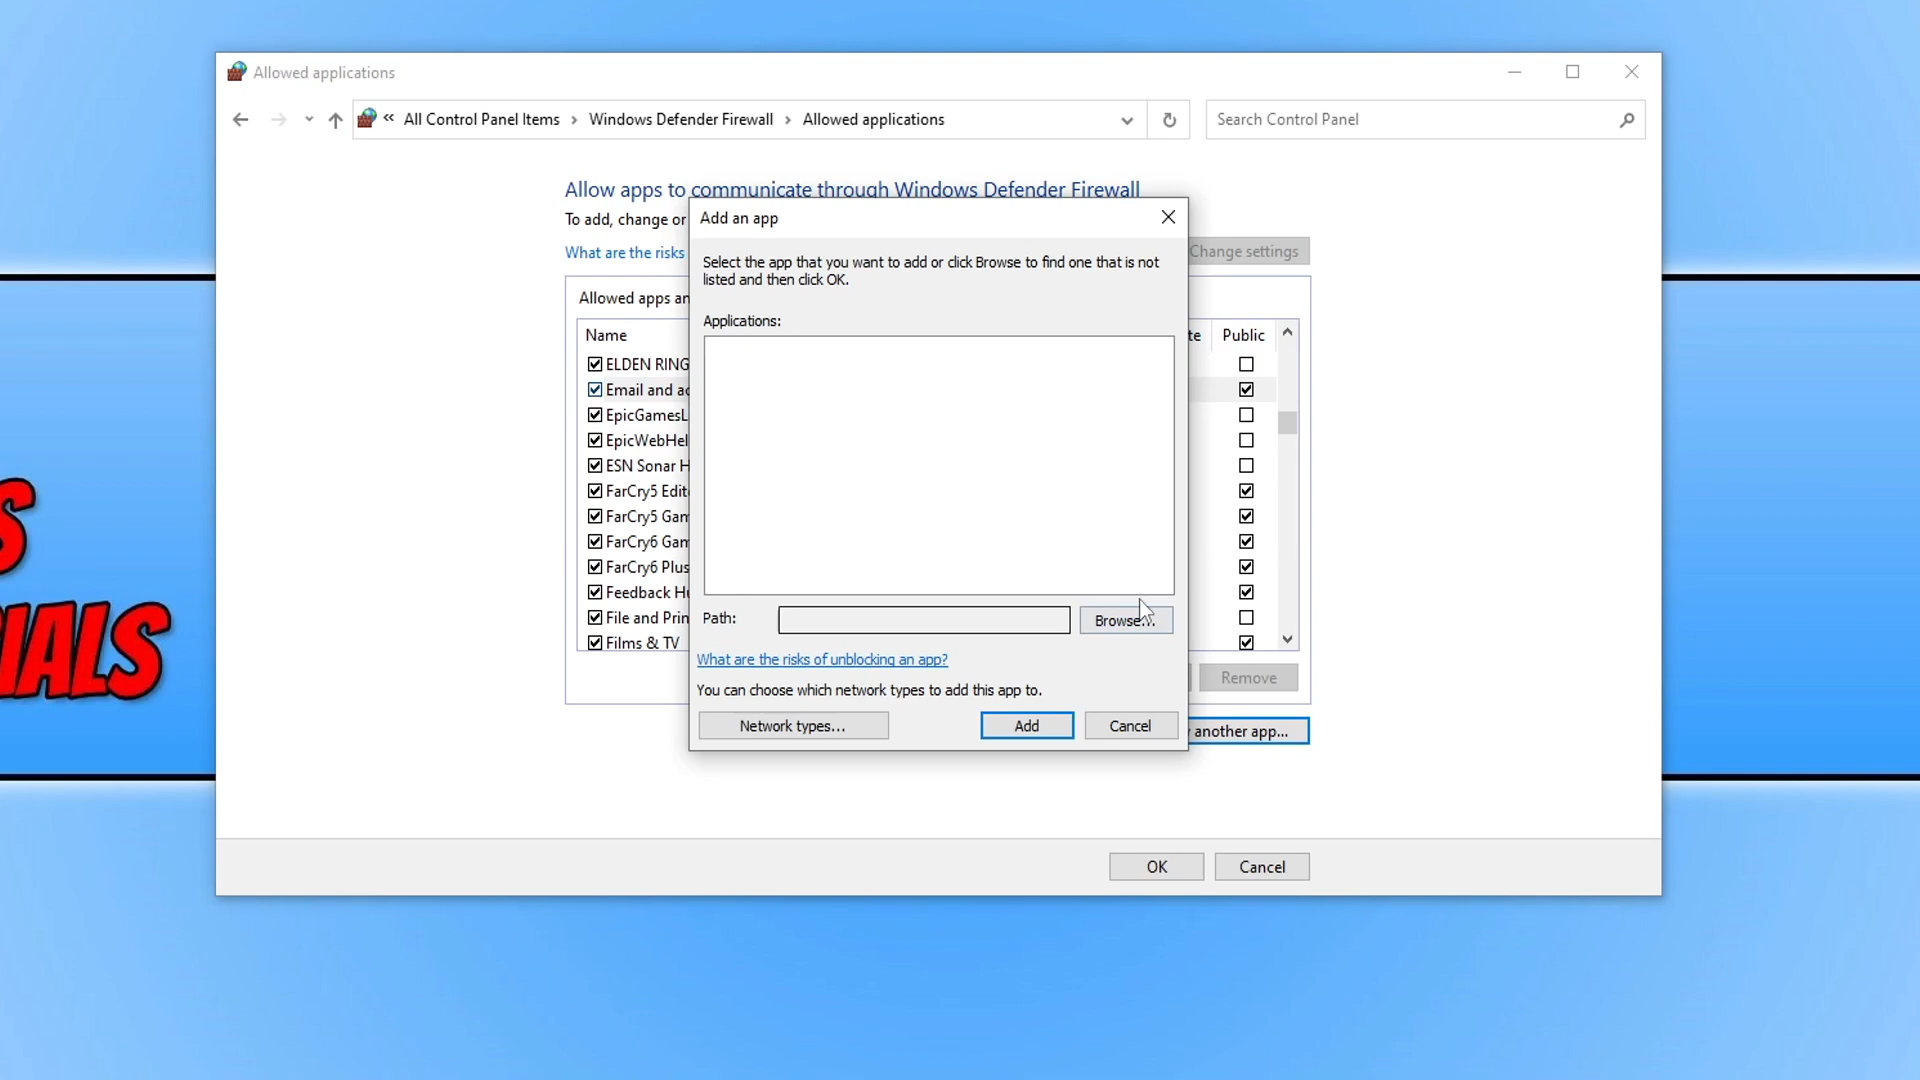 Allowed applications
« All Control Panel Items › Windows Defender Firewall › Allowed applications
Search Control Panel
Allow apps to communicate through Windows Defender Firewall
To add, change or
What are the risks
Change settings
Allowed apps an
Name
te Public
ELDEN RING
Email and ac
EpicGamesL
EpicWebHel
ESN Sonar H
FarCry5 Edit
FarCry5 Gam
FarCry6 Gam
FarCry6 Plus
Feedback Hu
File and Prin
Films & TV
Remove
another app...
OK Cancel
Add an app
Select the app that you want to add or click Browse to find one that is not
listed and then click OK.
Applications:
Path:
Browse...
What are the risks of unblocking an app?
You can choose which network types to add this app to.
Network types... Add Cancel
S
IALS